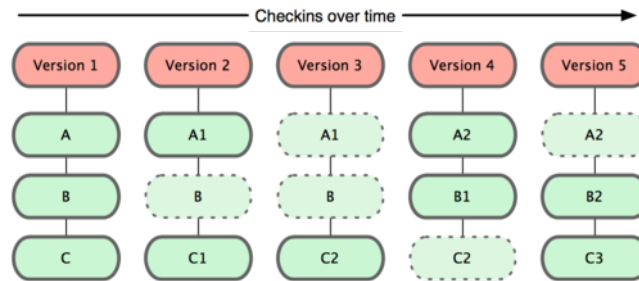 Checkins over time
Version 1 Version 2 Version 3 Version 4 Version 5
A A1 A1 A2 A2
B B B B1 B2
C C1 C2 C2 C3